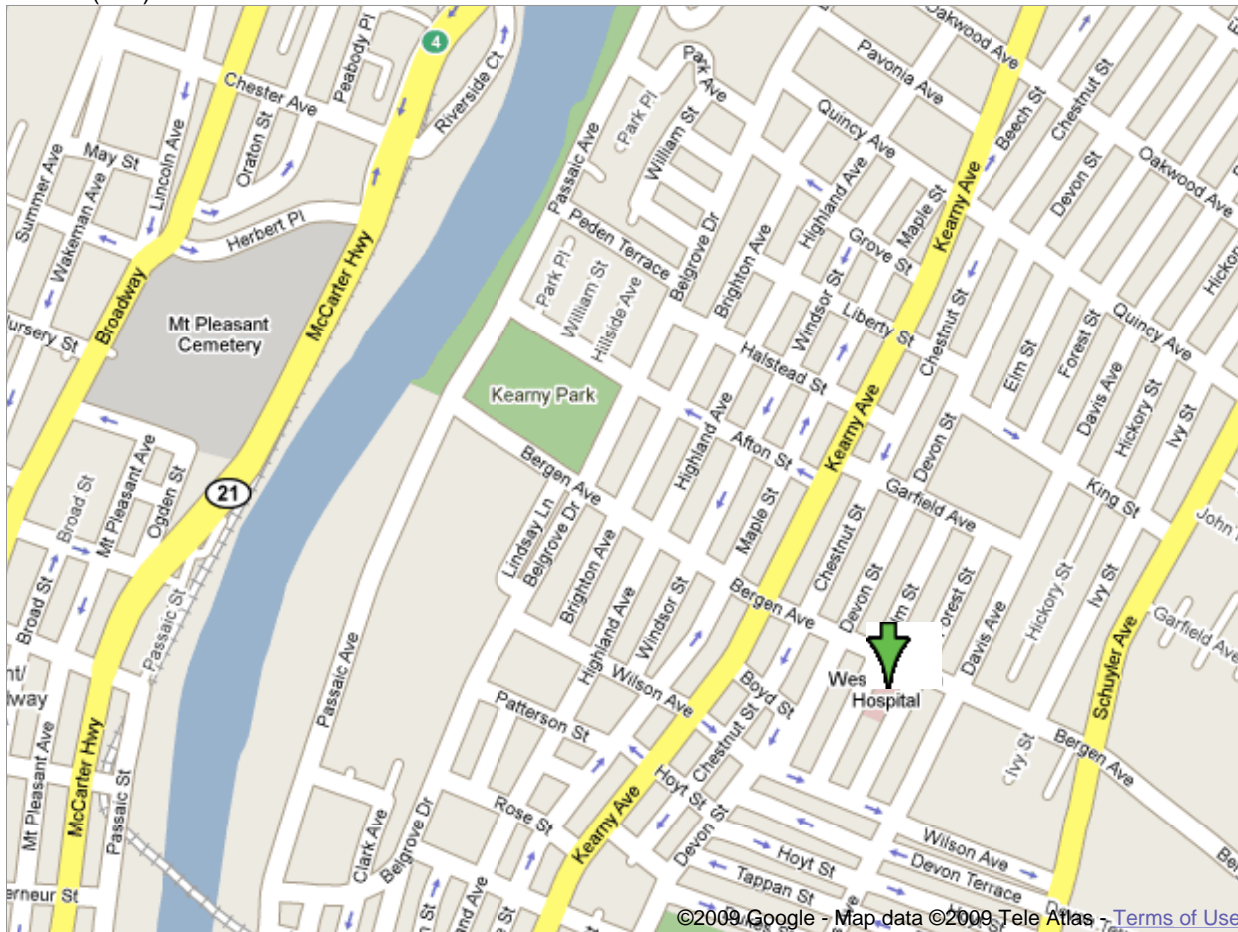 Oakwood Ave
Peabody Pl
4
Park Ave
Pavonia Ave
Chestnut St
Riverside Ct
Chester Ave
Beech St
Lincoln Ave
Oraton St
Park Pl
Quincy Ave
Passaic Ave
William St
May St
Oakwood Ave
Devon St
Summer Ave
Wakeman Ave
Highland Ave
Maple St
Kearny Ave
Herbert Pl
Peden Terrace
Belgrove Dr
Grove St
Brighton Ave
McCarter Hwy
Park Pl
William St
Hillside Ave
Windsor St
Liberty St
Chestnut St
Broadway
Mt Pleasant
Cemetery
Quincy Ave
Forest St
Elm St
Halstead St
Davis Ave
Kearny Park
Hickory St
Ivy St
Highland Ave
Afton St
Kearny Ave
Devon St
Bergen Ave
Mt Pleasant Ave
Ogden St
Broad St
21
Garfield Ave
King St
Maple St
Chestnut St
Lindsay Ln
Belgrove Dr
Brighton Ave
Broad St
Passaic St
Bergen Ave
Devon St
Davis Ave
Hickory St
Ivy St
Garfield Ave
Highland Ave
Windsor St
Passaic Ave
Wilson Ave
Boyd St
Hospital
Schuyler Ave
Patterson St
Chestnut St
Ivy St
Bergen Ave
Mt Pleasant Ave
McCarter Hwy
Passaic St
Hoyt St
Rose St
Kearny Ave
Devon St
Clark Ave
Belgrove Dr
Wilson Ave
Hoyt St
Devon Terrace
Tappan St
©2009 Google - Map data ©2009 Tele Atlas - Terms of Use